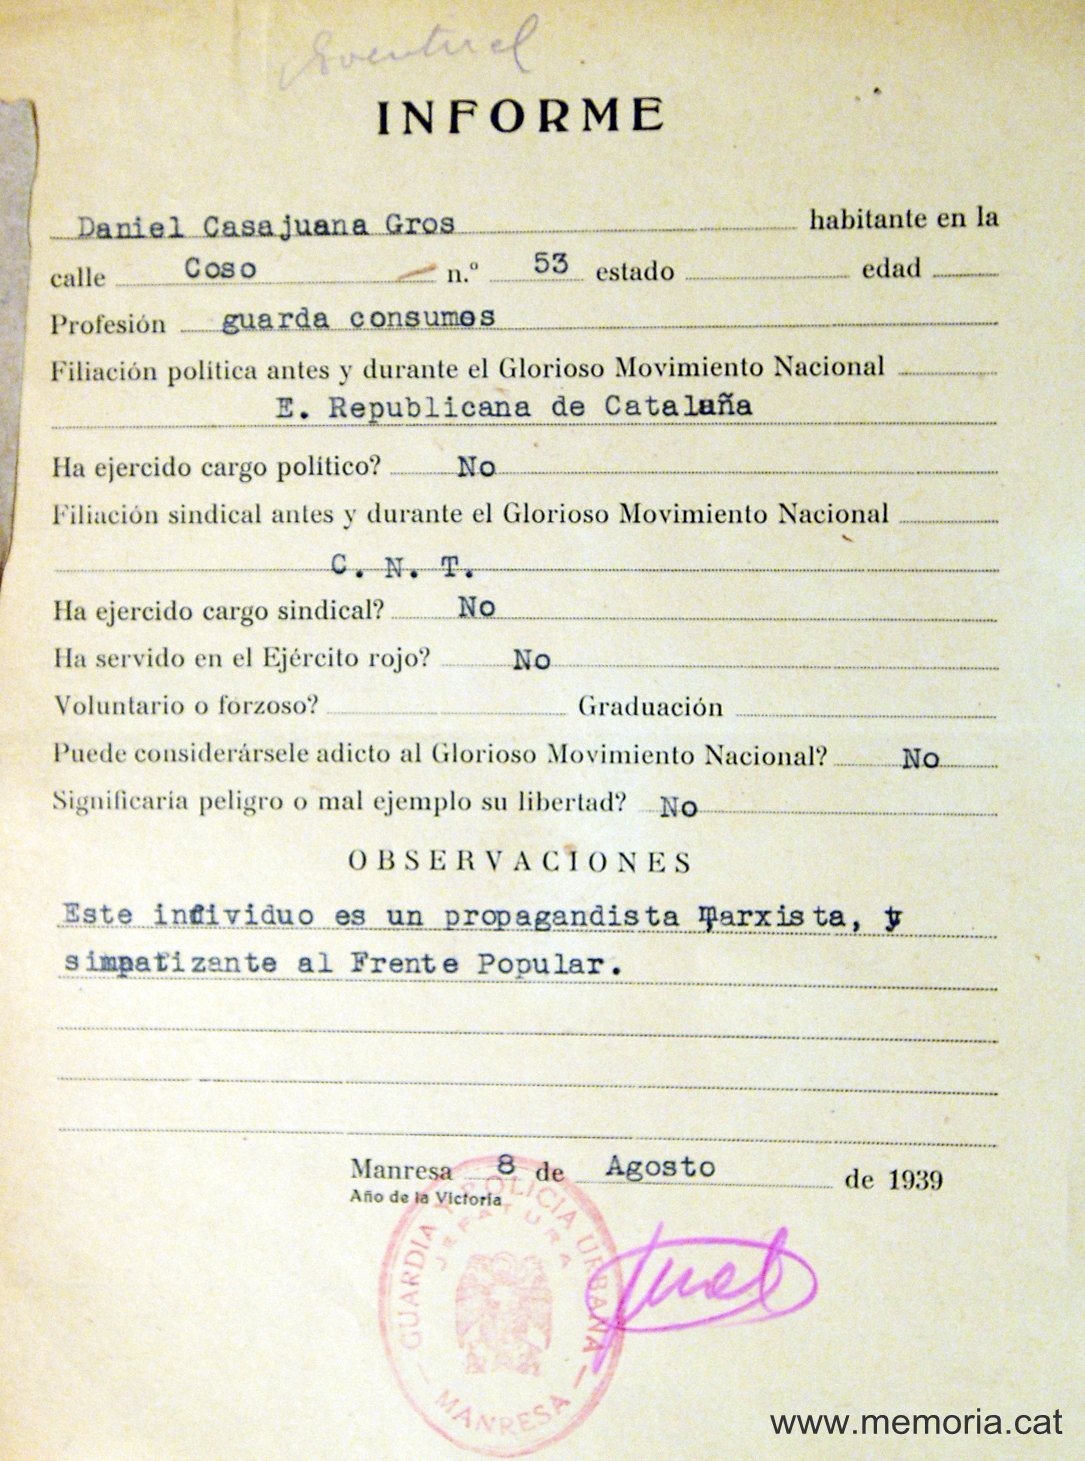 Eventual
INFORME
Daniel Casajuana Gros habitante en la
calle Coso n.º 53 estado edad
Profesión guarda consumos
Filiación política antes y durante el Glorioso Movimiento Nacional
E. Republicana de Cataluña
Ha ejercido cargo político? No
Filiación sindical antes y durante el Glorioso Movimiento Nacional
C. N. T.
Ha ejercido cargo sindical? No
Ha servido en el Ejército rojo? No
Voluntario o forzoso? Graduación
Puede considerársele adicto al Glorioso Movimiento Nacional? No
Significaría peligro o mal ejemplo su libertad? No
OBSERVACIONES
Este individuo es un propagandista marxista, y
simpatizante al Frente Popular.
Manresa 8 de Agosto de 1939
Año de la Victoria
GUARDIA Y POLICIA URBANA
JEFATURA
MANRESA
www.memoria.cat